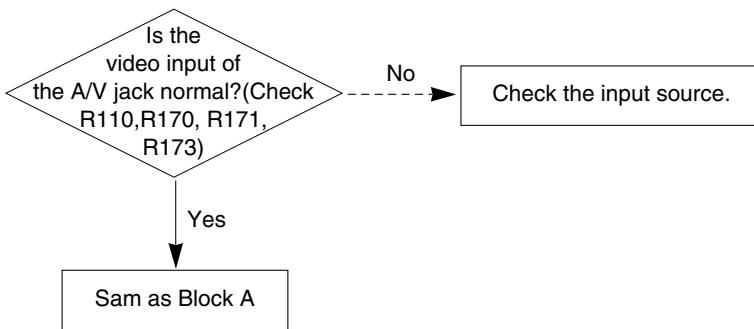 Is the
video input of
the A/V jack normal?(Check
R110,R170, R171,
R173)
No
Check the input source.
Yes
Sam as Block A